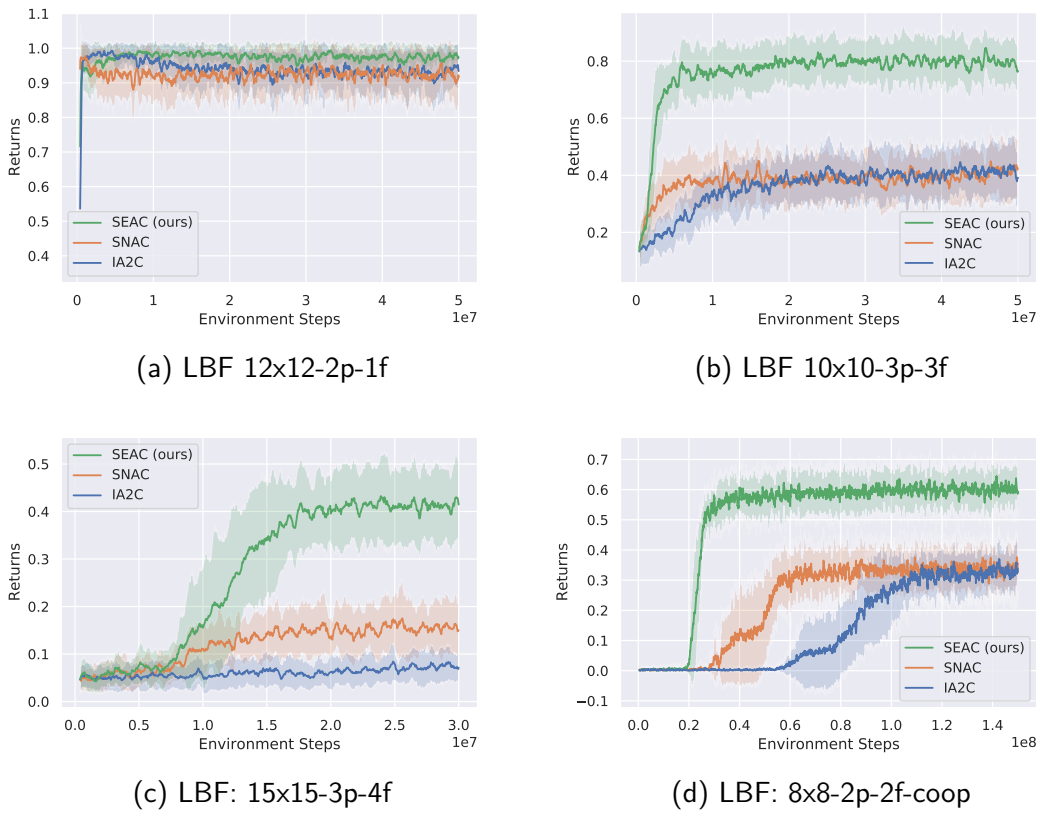 1.1
1.0
0.9
0.8
0.7
0.6
0.5
0.4
Returns
SEAC (ours)
SNAC
IA2C
0 1 2 3 4 5
Environment Steps 1e7
(a) LBF 12x12-2p-1f
0.8
0.6
0.4
0.2
Returns
SEAC (ours)
SNAC
IA2C
0 1 2 3 4 5
Environment Steps 1e7
(b) LBF 10x10-3p-3f
0.5
0.4
0.3
0.2
0.1
0.0
Returns
SEAC (ours)
SNAC
IA2C
0.0 0.5 1.0 1.5 2.0 2.5 3.0
Environment Steps 1e7
(c) LBF: 15x15-3p-4f
0.7
0.6
0.5
0.4
0.3
0.2
0.1
0.0
−0.1
Returns
SEAC (ours)
SNAC
IA2C
0.0 0.2 0.4 0.6 0.8 1.0 1.2 1.4
Environment Steps 1e8
(d) LBF: 8x8-2p-2f-coop